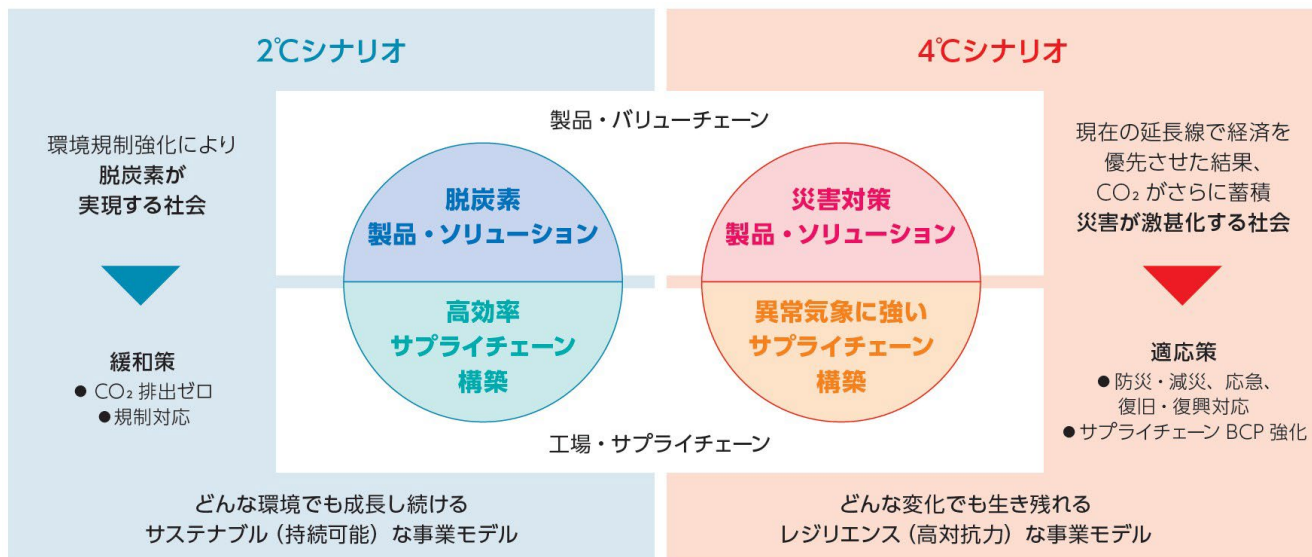 2℃シナリオ
4℃シナリオ
製品・バリューチェーン
環境規制強化により
脱炭素が
実現する社会
脱炭素
製品・ソリューション
災害対策
製品・ソリューション
現在の延長線で経済を
優先させた結果、
CO₂ がさらに蓄積
災害が激甚化する社会
高効率
サプライチェーン
構築
異常気象に強い
サプライチェーン
構築
緩和策
● CO₂ 排出ゼロ
● 規制対応
適応策
● 防災・減災、応急、
復旧・復興対応
● サプライチェーン BCP 強化
工場・サプライチェーン
どんな環境でも成長し続ける
サステナブル（持続可能）な事業モデル
どんな変化でも生き残れる
レジリエンス（高対抗力）な事業モデル